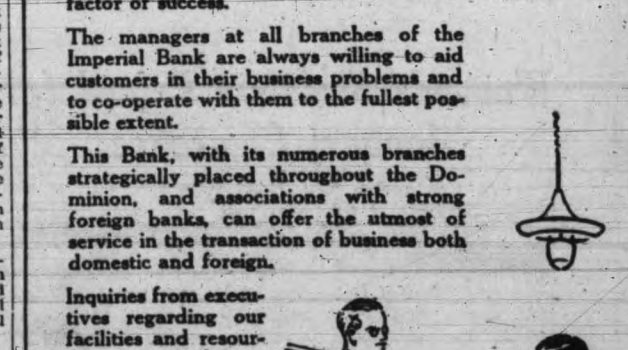 factor of success.
The managers at all branches of the
Imperial Bank are always willing to aid
customers in their business problems and
to co-operate with them to the fullest pos-
sible extent.
This Bank, with its numerous branches
strategically placed throughout the Do-
minion, and associations with strong
foreign banks, can offer the utmost of
service in the transaction of business both
domestic and foreign.
Inquiries from execu-
tives regarding our
facilities and resour-